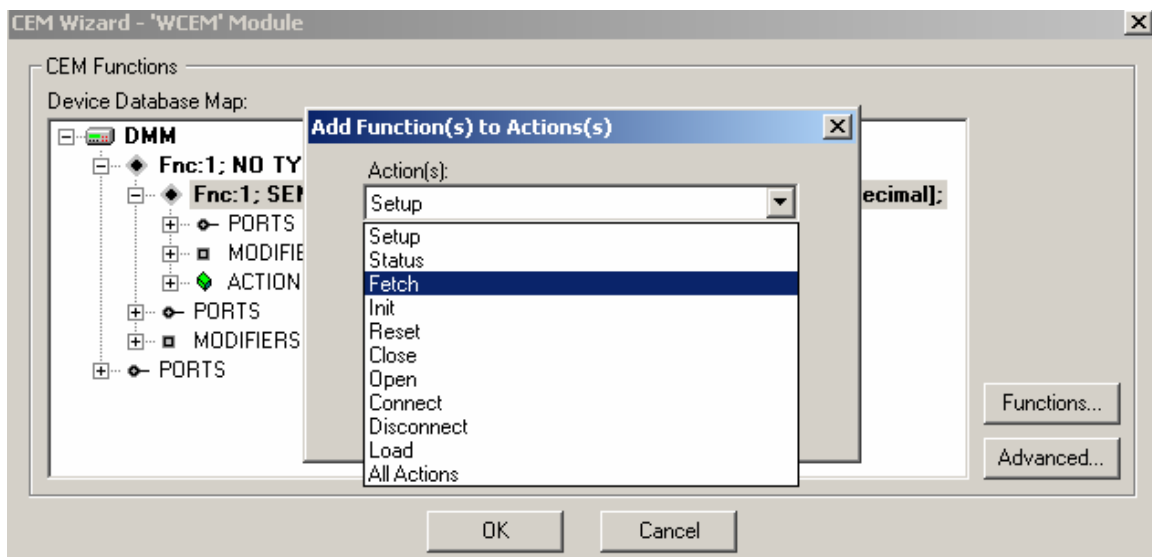 CEM Wizard - 'WCEM' Module
CEM Functions
Device Database Map:
DMM
Fnc:1; NO TY
Fnc:1; SEN
ecimal];
PORTS
MODIFIE
ACTION
PORTS
MODIFIERS
PORTS
Add Function(s) to Actions(s)
Action(s):
Setup
Setup
Status
Fetch
Init
Reset
Close
Open
Connect
Disconnect
Load
All Actions
Functions...
Advanced...
OK
Cancel